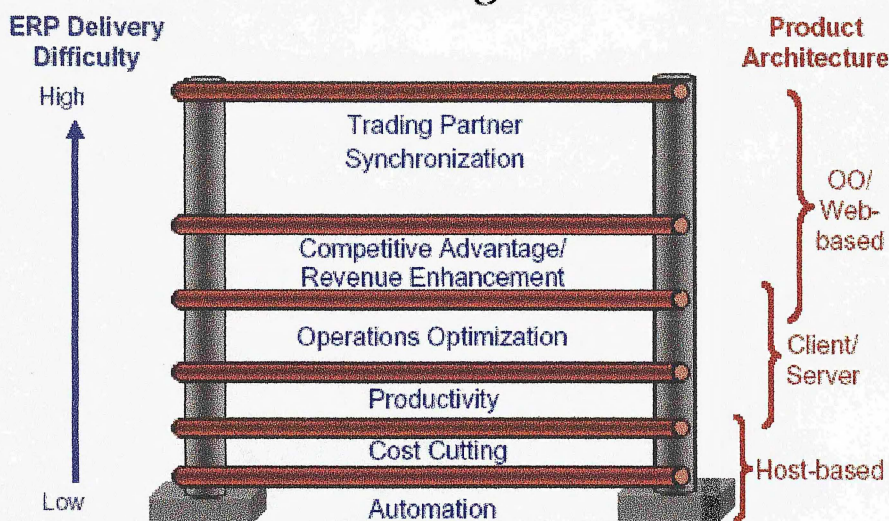 ERP Delivery
Difficulty
High
Low
Trading Partner
Synchronization
Competitive Advantage/
Revenue Enhancement
Operations Optimization
Productivity
Cost Cutting
Automation
Product
Architecture
OO/
Web-
based
Client/
Server
Host-based